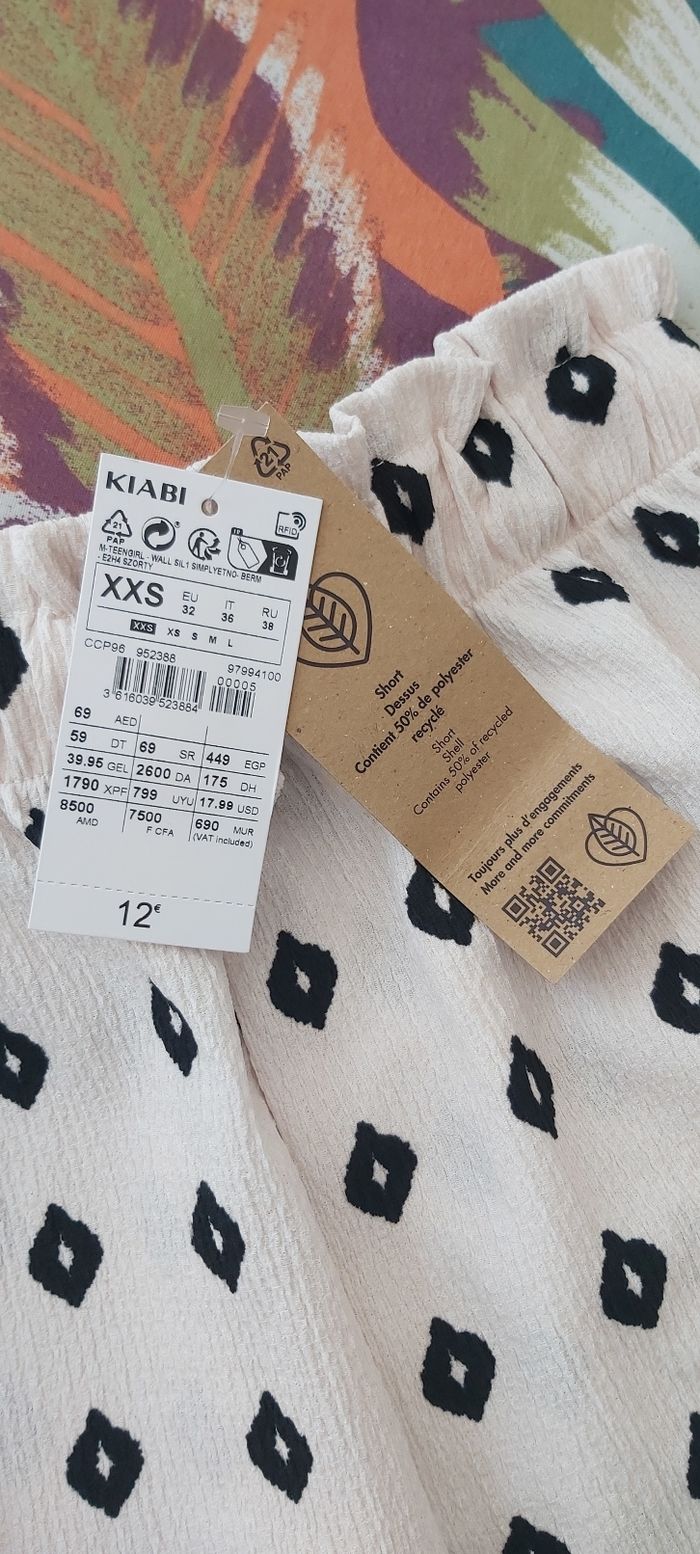 KIABI
21
PAP
RFID
M-TEENGIRL - WALL SIL1 SIMPLYETNO- BERM
- E2H4 SZORTY
XXS
EU
32
IT
36
RU
38
XXS XS S M L
CCP96 952388 97994100
00005
3 616039 523884
69 AED
59 DT 69 SR 449 EGP
39.95 GEL 2600 DA 175 DH
1790 XPF 799 UYU 17.99 USD
8500 AMD 7500 F CFA 690 MUR
(VAT included)
12€
21
PAP
Short
Dessus
Contient 50% de polyester
recyclé
Short
Shell
Contains 50% of recycled
polyester
Toujours plus d'engagements
More and more commitments